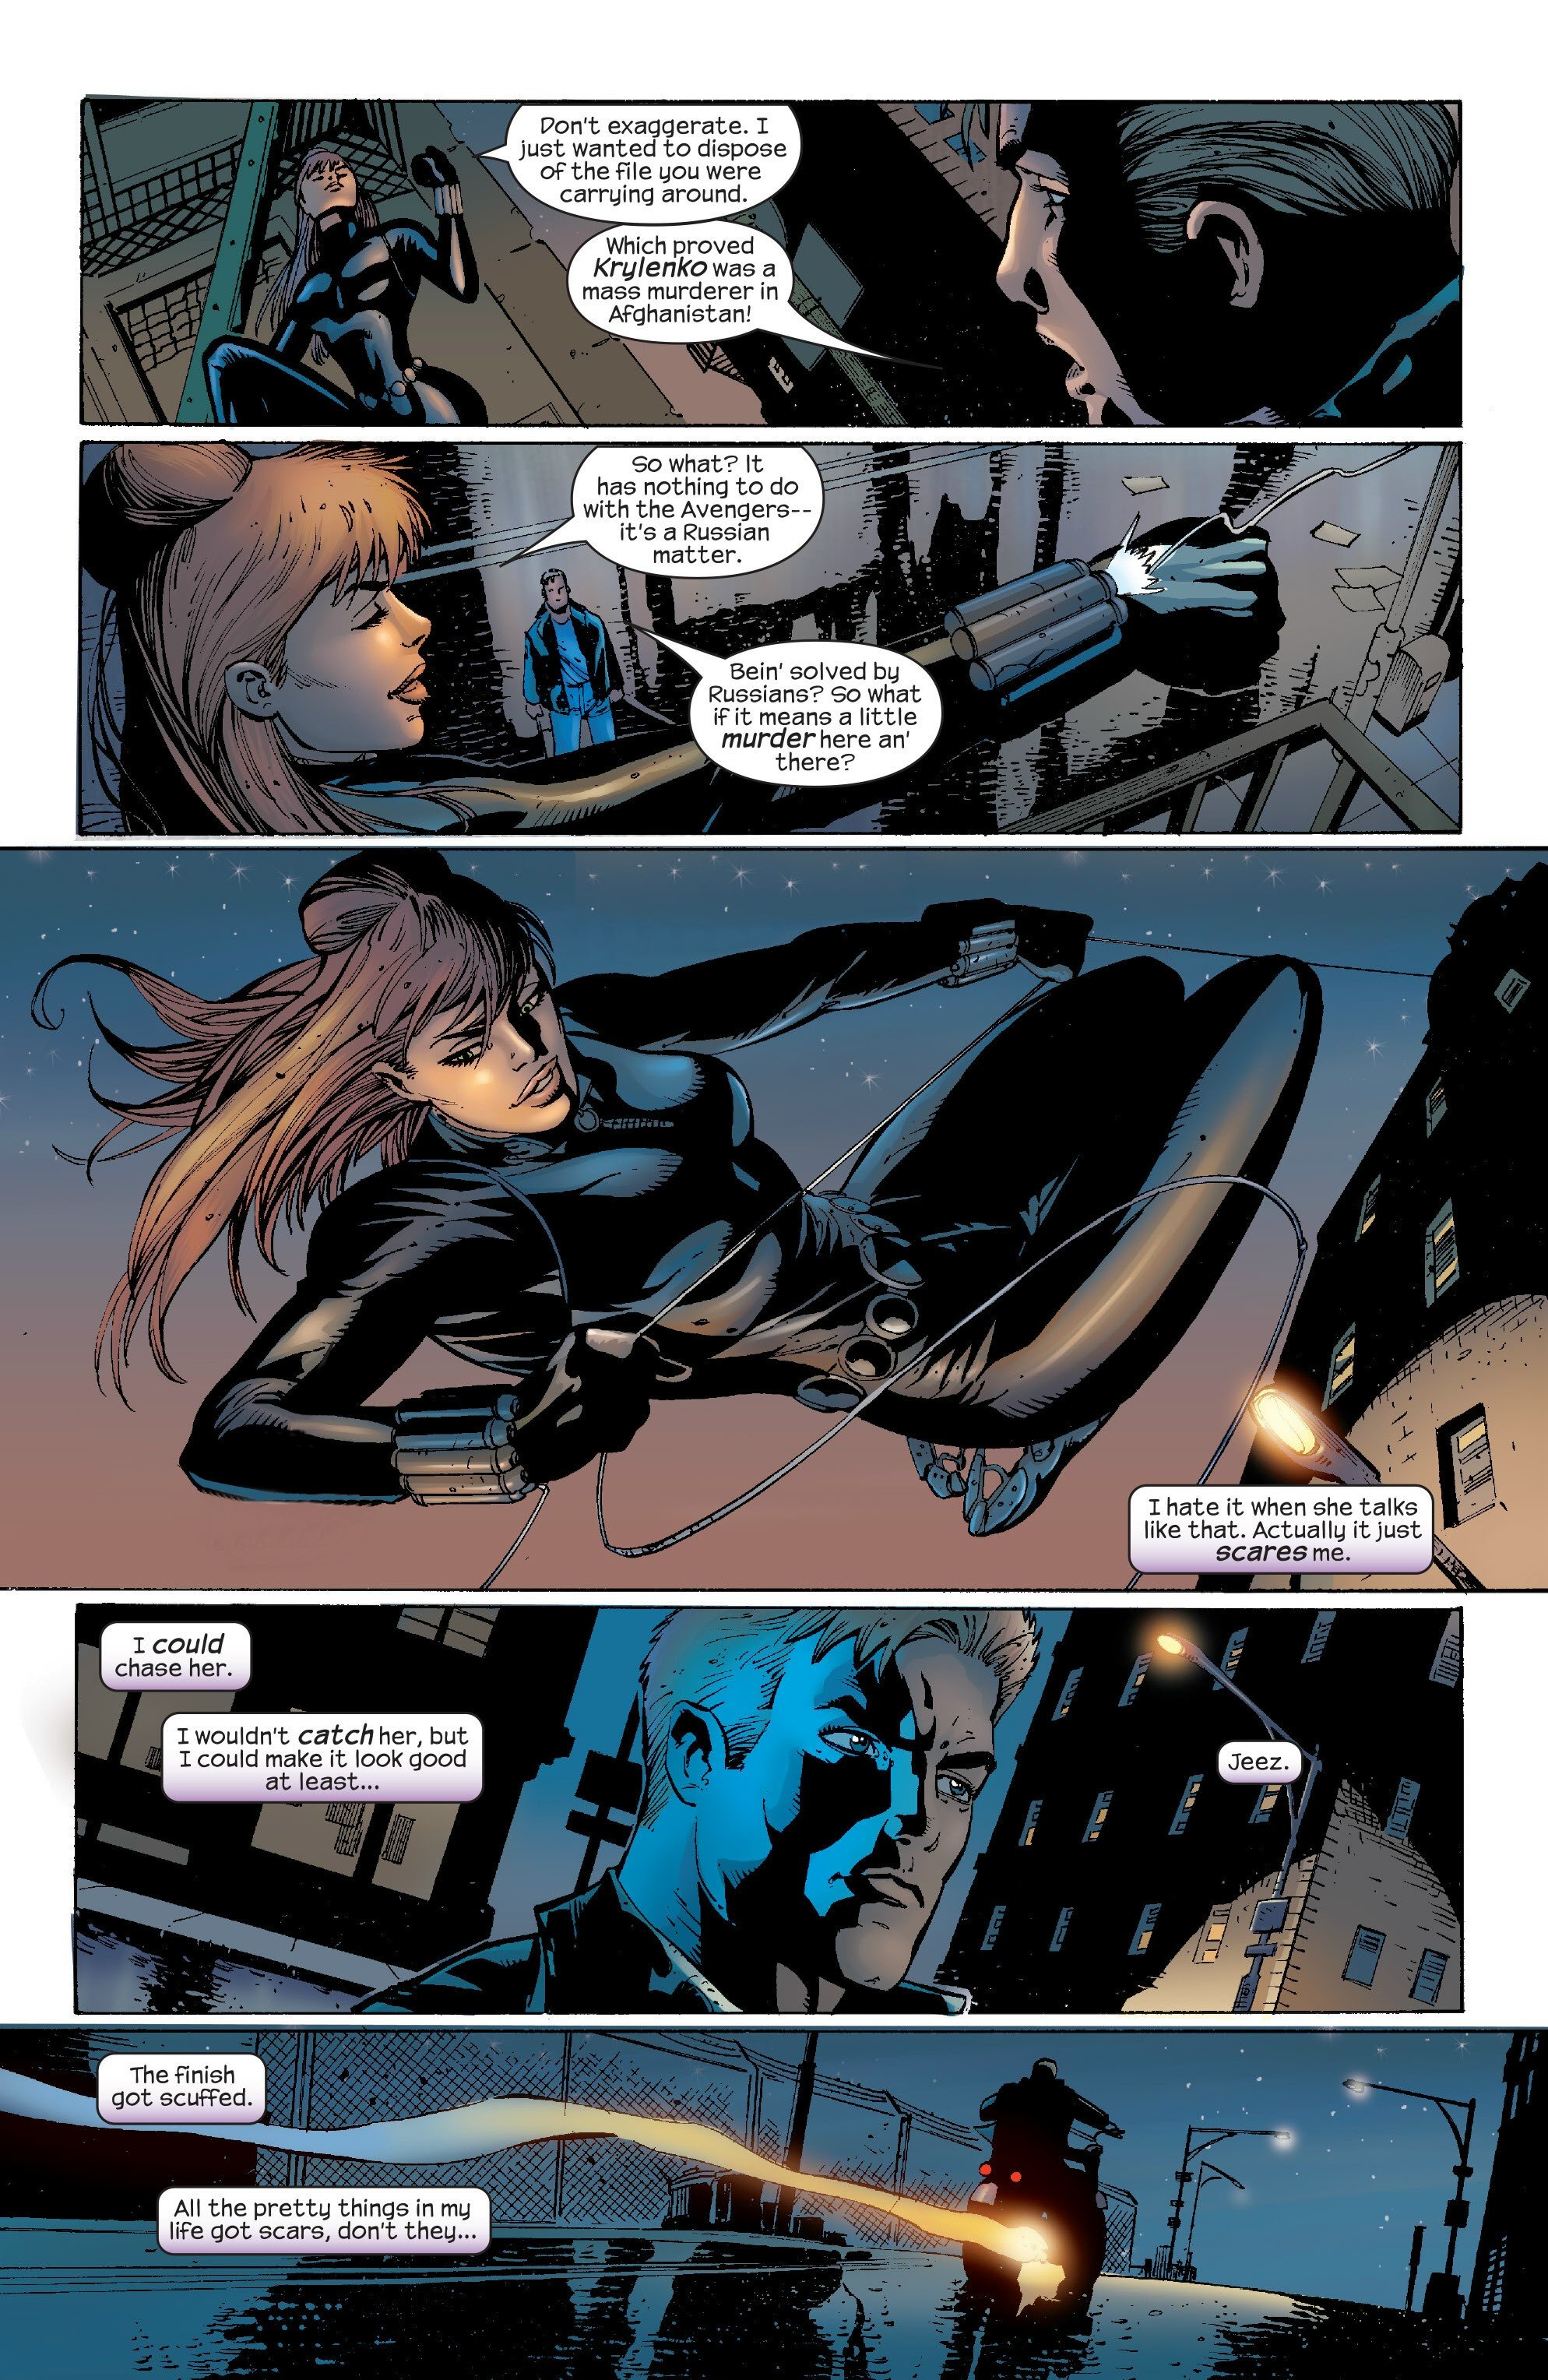 Don't exaggerate. I
just wanted to dispose
of the file you were
carrying around.
Which proved
Krylenko was a
mass murderer in
Afghanistan!
So what? It
has nothing to do
with the Avengers--
it's a Russian
matter.
Bein' solved by
Russians? So what
if it means a little
murder here an'
there?
I hate it when she talks
like that. Actually it just
scares me.
I could
chase her.
I wouldn't catch her, but
I could make it look good
at least...
Jeez.
The finish
got scuffed.
All the pretty things in my
life got scars, don't they...